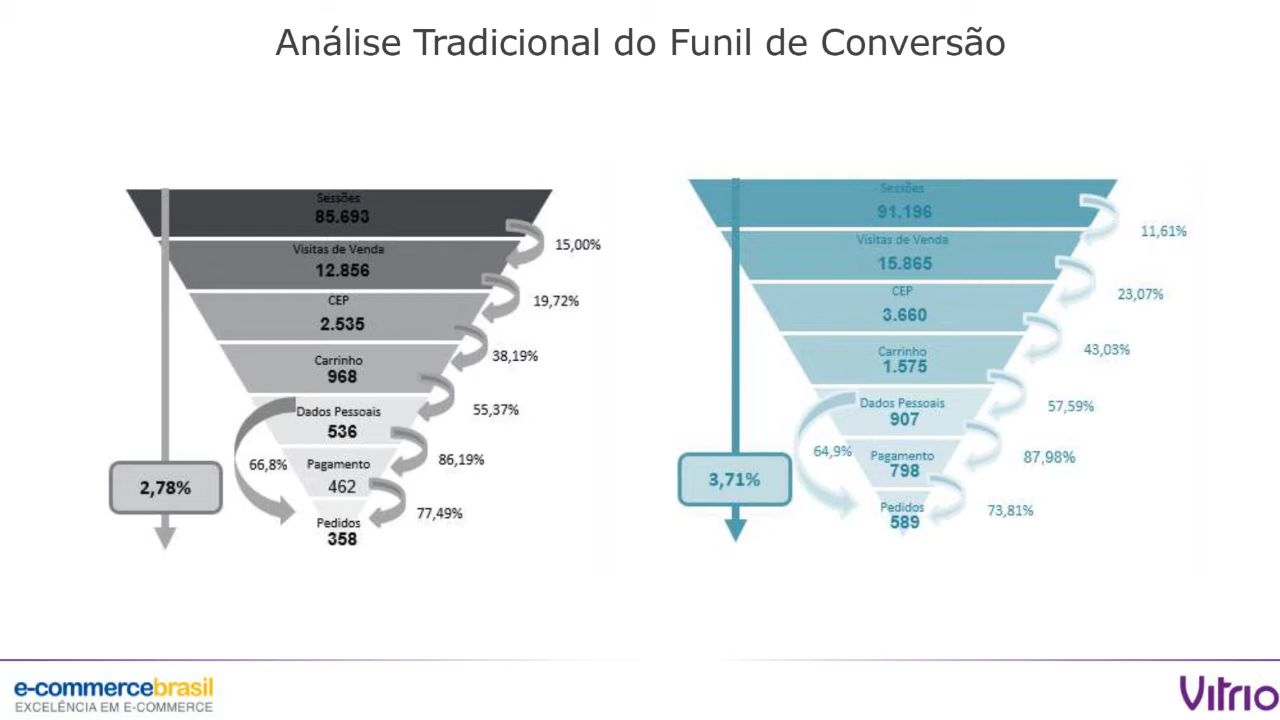 Análise Tradicional do Funil de Conversão
Sessões
85.693
15,00%
Visitas de Venda
12.856
19,72%
CEP
2.535
38,19%
Carrinho
968
55,37%
Dados Pessoais
536
86,19%
66,8%
Pagamento
462
77,49%
2,78%
Pedidos
358
Sessões
91.196
11,61%
Visitas de Venda
15.865
23,07%
CEP
3.660
43,03%
Carrinho
1.575
57,59%
Dados Pessoais
907
87,98%
64,9%
Pagamento
798
73,81%
3,71%
Pedidos
589
e-commercebrasil
EXCELÊNCIA EM E-COMMERCE
Vitrio